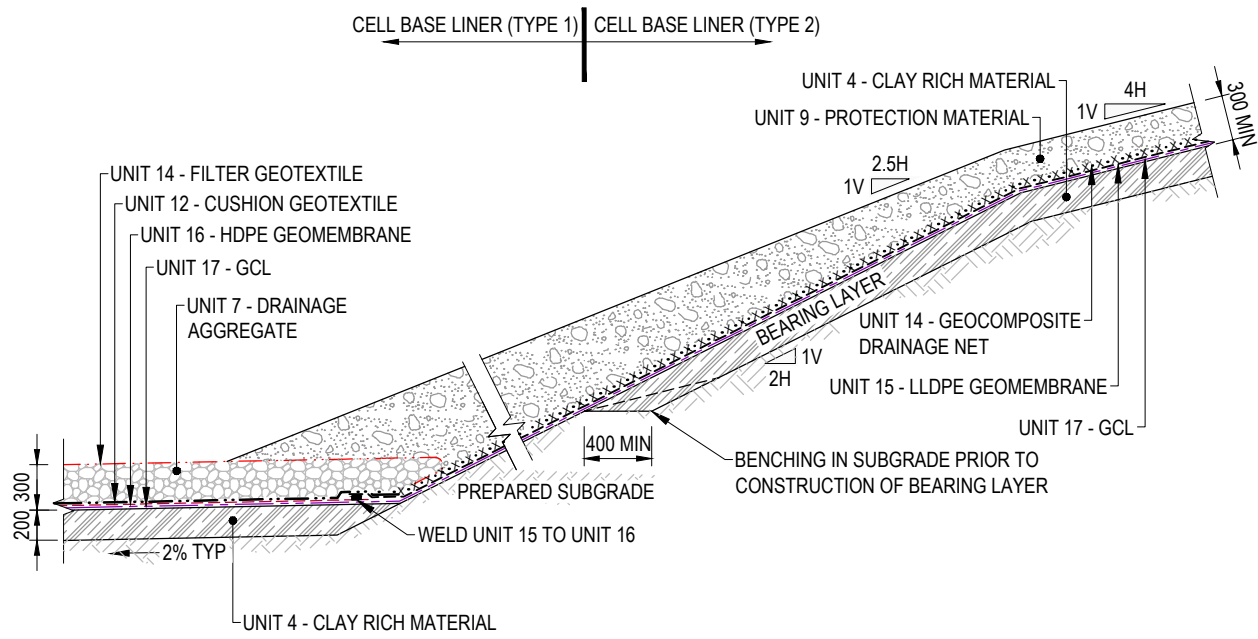 CELL BASE LINER (TYPE 1)
CELL BASE LINER (TYPE 2)
UNIT 4 - CLAY RICH MATERIAL
4H
1V
300 MIN
UNIT 9 - PROTECTION MATERIAL
2.5H
1V
UNIT 14 - FILTER GEOTEXTILE
UNIT 12 - CUSHION GEOTEXTILE
UNIT 16 - HDPE GEOMEMBRANE
UNIT 17 - GCL
UNIT 7 - DRAINAGE
AGGREGATE
BEARING LAYER
1V
2H
UNIT 14 - GEOCOMPOSITE
DRAINAGE NET
UNIT 15 - LLDPE GEOMEMBRANE
UNIT 17 - GCL
400 MIN
BENCHING IN SUBGRADE PRIOR TO
CONSTRUCTION OF BEARING LAYER
PREPARED SUBGRADE
300
200
WELD UNIT 15 TO UNIT 16
2% TYP
UNIT 4 - CLAY RICH MATERIAL